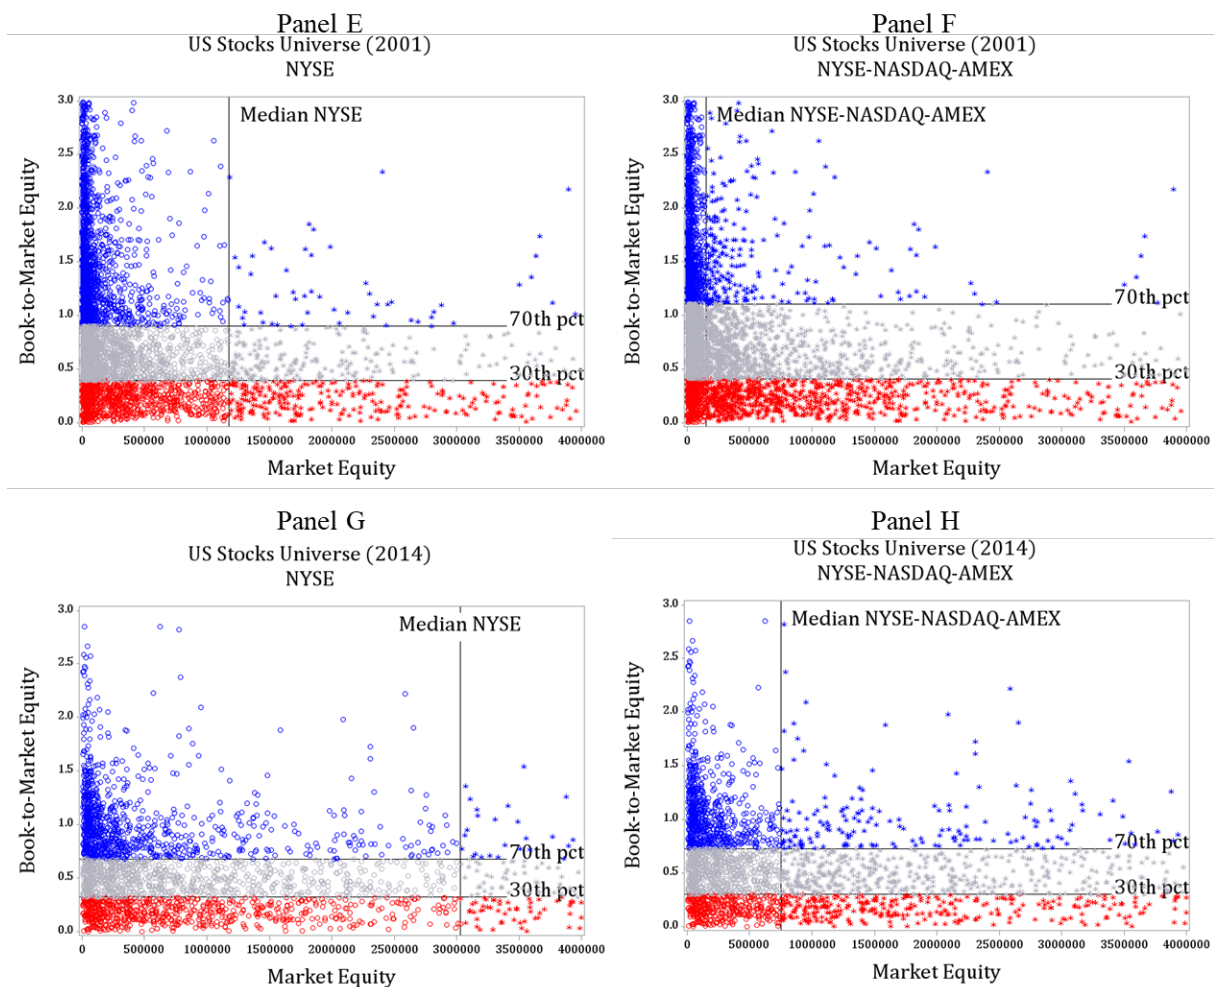 Panel E
US Stocks Universe (2001)
NYSE
3.0
Median NYSE
2.5
2.0
1.5
1.0
70th pct
0.5
30th pct
0.0
Book-to-Market Equity
0 500000 1000000 1500000 2000000 2500000 3000000 3500000 4000000
Market Equity
Panel F
US Stocks Universe (2001)
NYSE-NASDAQ-AMEX
3.0
Median NYSE-NASDAQ-AMEX
2.5
2.0
1.5
70th pct
1.0
0.5
30th pct
0.0
Book-to-Market Equity
0 500000 1000000 1500000 2000000 2500000 3000000 3500000 4000000
Market Equity
Panel G
US Stocks Universe (2014)
NYSE
3.0
Median NYSE
2.5
2.0
1.5
1.0
70th pct
0.5
30th pct
0.0
Book-to-Market Equity
0 500000 1000000 1500000 2000000 2500000 3000000 3500000 4000000
Market Equity
Panel H
US Stocks Universe (2014)
NYSE-NASDAQ-AMEX
3.0
Median NYSE-NASDAQ-AMEX
2.5
2.0
1.5
1.0
70th pct
0.5
30th pct
0.0
Book-to-Market Equity
0 500000 1000000 1500000 2000000 2500000 3000000 3500000 4000000
Market Equity